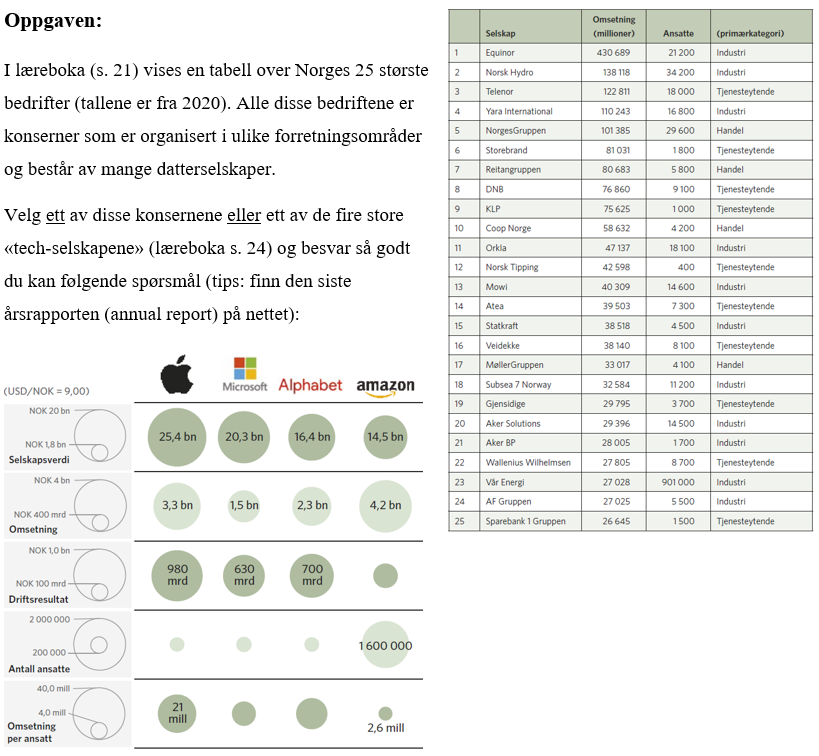 Oppgaven:
I læreboka (s. 21) vises en tabell over Norges 25 største
bedrifter (tallene er fra 2020). Alle disse bedriftene er
konserner som er organisert i ulike forretningsområder
og består av mange datterselskaper.
Velg ett av disse konsernene eller ett av de fire store
«tech-selskapene» (læreboka s. 24) og besvar så godt
du kan følgende spørsmål (tips: finn den siste
årsrapporten (annual report) på nettet):
(USD/NOK = 9,00)
Microsoft Alphabet amazon
NOK 20 bn
NOK 1,8 bn
Selskapsverdi
25,4 bn 20,3 bn 16,4 bn 14,5 bn
NOK 4 bn
NOK 400 mrd
Omsetning
3,3 bn 1,5 bn 2,3 bn 4,2 bn
NOK 1,0 bn
NOK 100 mrd
Driftsresultat
980 mrd 630 mrd 700 mrd
2 000 000
200 000
Antall ansatte
1 600 000
40,0 mill
4,0 mill
Omsetning
per ansatt
21 mill
2,6 mill
Selskap Omsetning (millioner) Ansatte (primærkategori)
1 Equinor 430 689 21 200 Industri
2 Norsk Hydro 138 118 34 200 Industri
3 Telenor 122 811 18 000 Tjenesteytende
4 Yara International 110 243 16 800 Industri
5 NorgesGruppen 101 385 29 600 Handel
6 Storebrand 81 031 1 800 Tjenesteytende
7 Reitangruppen 80 683 5 800 Handel
8 DNB 76 860 9 100 Tjenesteytende
9 KLP 75 625 1 000 Tjenesteytende
10 Coop Norge 58 632 4 200 Handel
11 Orkla 47 137 18 100 Industri
12 Norsk Tipping 42 598 400 Tjenesteytende
13 Mowi 40 309 14 600 Industri
14 Atea 39 503 7 300 Tjenesteytende
15 Statkraft 38 518 4 500 Industri
16 Veidekke 38 140 8 100 Tjenesteytende
17 MøllerGruppen 33 017 4 100 Handel
18 Subsea 7 Norway 32 584 11 200 Industri
19 Gjensidige 29 795 3 700 Tjenesteytende
20 Aker Solutions 29 396 14 500 Industri
21 Aker BP 28 005 1 700 Industri
22 Wallenius Wilhelmsen 27 805 8 700 Tjenesteytende
23 Vår Energi 27 028 901 000 Industri
24 AF Gruppen 27 025 5 500 Industri
25 Sparebank 1 Gruppen 26 645 1 500 Tjenesteytende